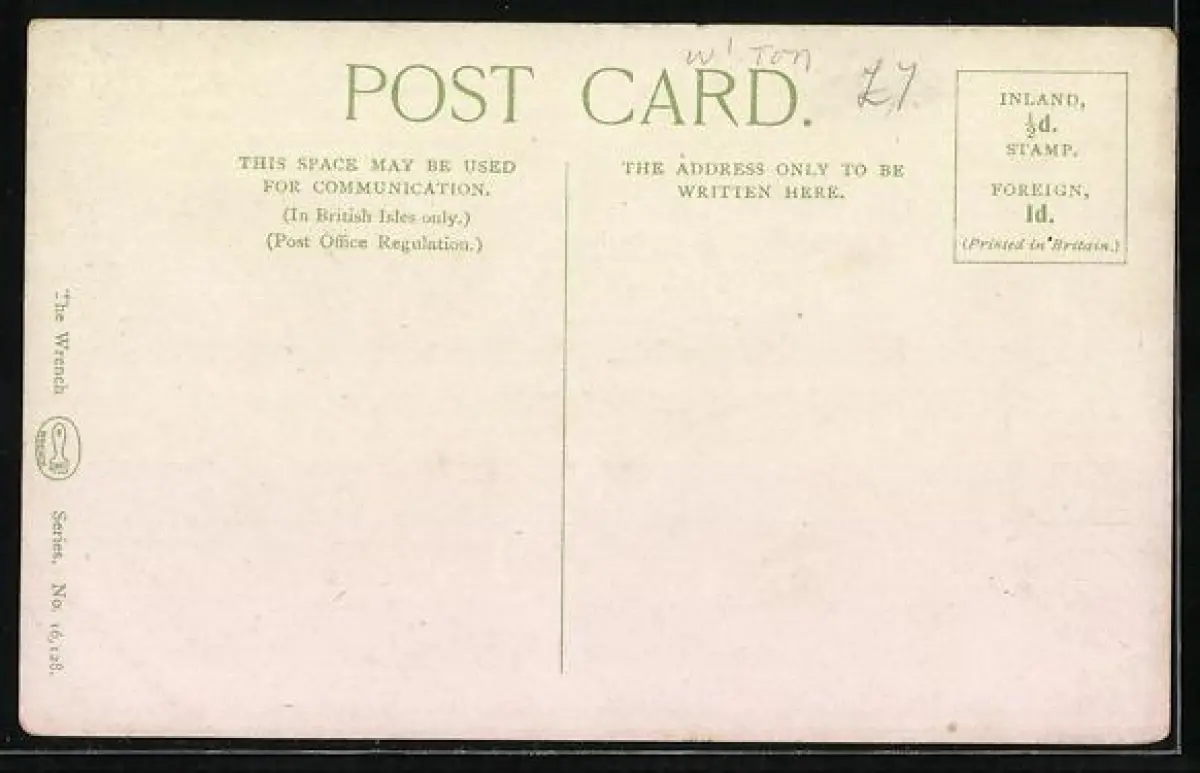 w' Ton
POST CARD.
£7
THIS SPACE MAY BE USED
FOR COMMUNICATION.
(In British Isles only.)
(Post Office Regulation.)
THE ADDRESS ONLY TO BE
WRITTEN HERE.
INLAND,
½d.
STAMP.
FOREIGN,
1d.
(Printed in Britain.)
The Wrench
Series, No. 16,128.